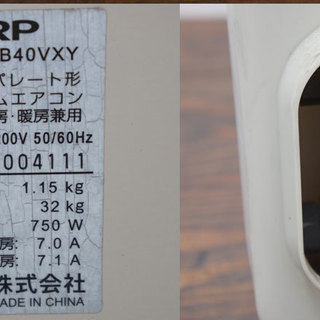 RP
B40VXY
パレート形
ムエアコン
房・暖房兼用
00V 50/60Hz
0004111
1.15 kg
32 kg
750 W
房: 7.0 A
房: 7.1 A
株式会社
MADE IN CHINA